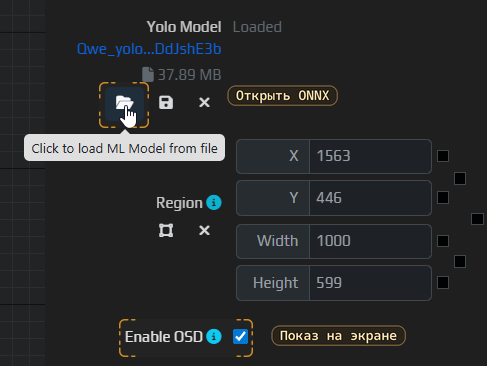 Yolo Model Loaded
Qwe_yolo...DdJshE3b
37.89 MB
Открыть ONNX
Click to load ML Model from file
X 1563
Region
Y 446
Width 1000
Height 599
Enable OSD
Показ на экране